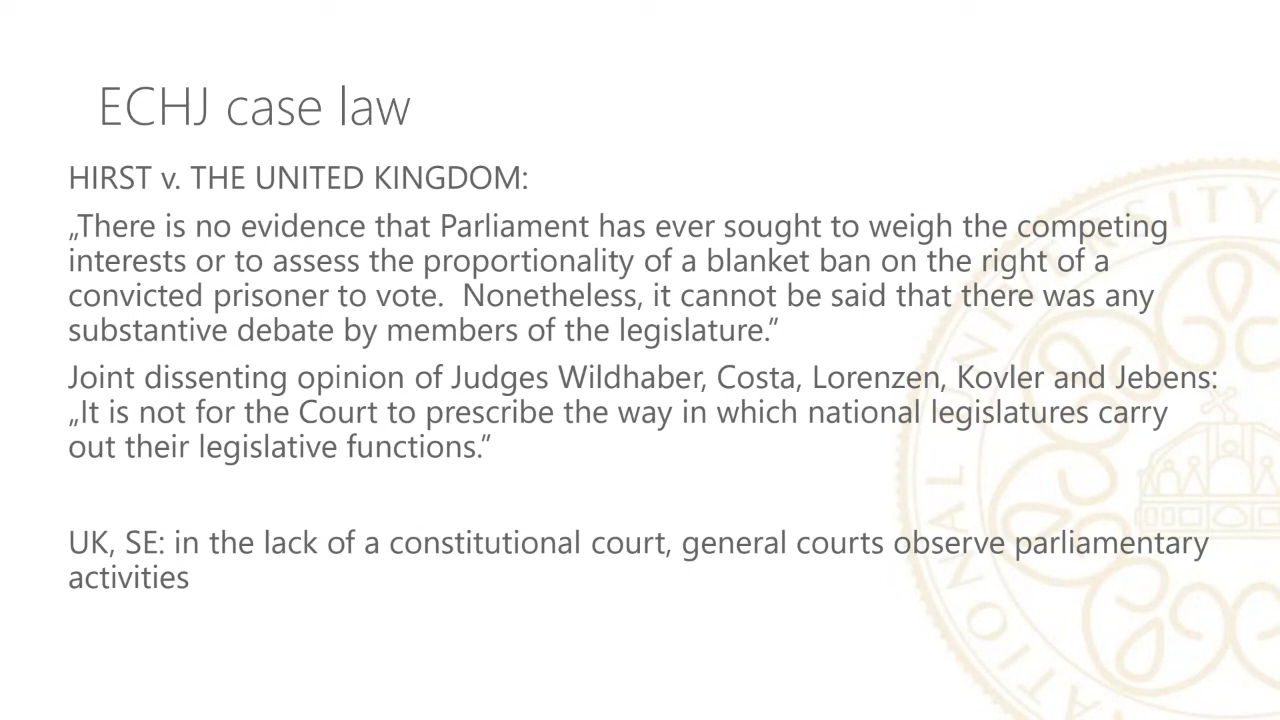 ECHJ case law
HIRST v. THE UNITED KINGDOM:
„There is no evidence that Parliament has ever sought to weigh the competing
interests or to assess the proportionality of a blanket ban on the right of a
convicted prisoner to vote.  Nonetheless, it cannot be said that there was any
substantive debate by members of the legislature.”
Joint dissenting opinion of Judges Wildhaber, Costa, Lorenzen, Kovler and Jebens:
„It is not for the Court to prescribe the way in which national legislatures carry
out their legislative functions.”
UK, SE: in the lack of a constitutional court, general courts observe parliamentary
activities